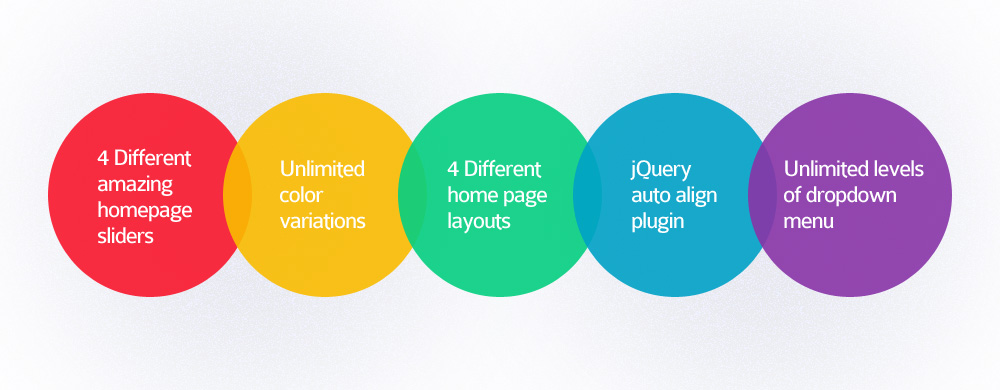 4 Different
amazing
homepage
sliders
Unlimited
color
variations
4 Different
home page
layouts
jQuery
auto align
plugin
Unlimited levels
of dropdown
menu